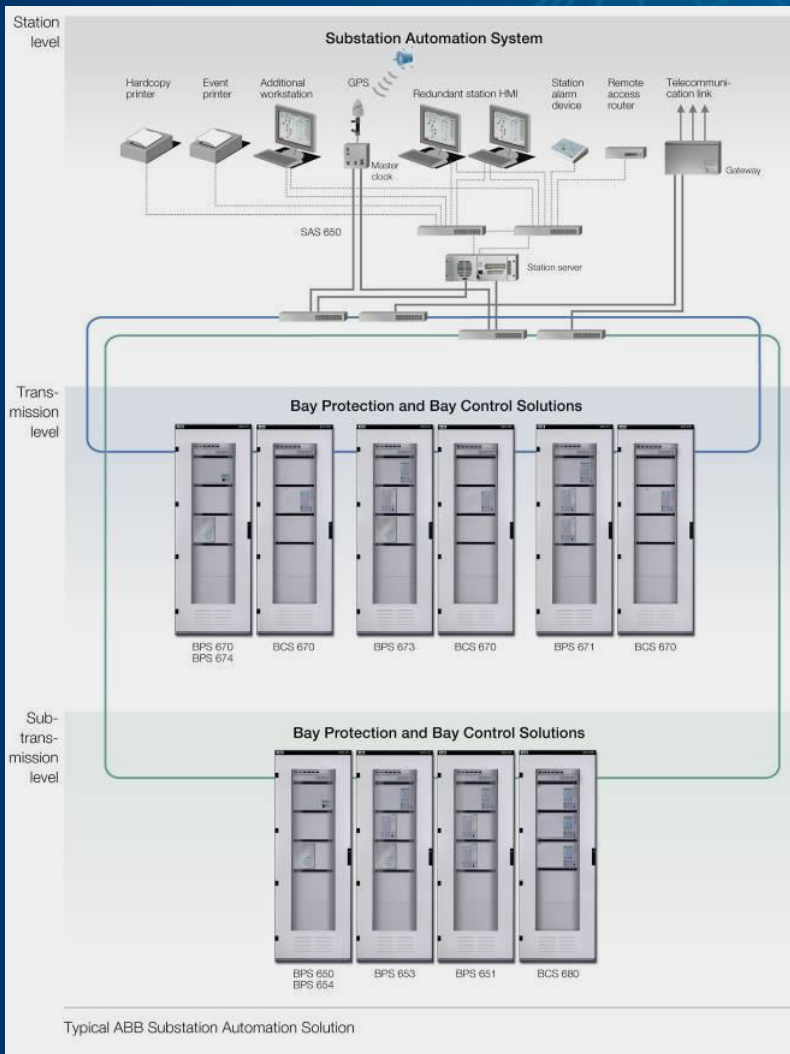 Station
level
Substation Automation System
Hardcopy
printer
Event
printer
Additional
workstation
GPS
Redundant station HMI
Station
alarm
device
Remote
access
router
Telecommuni-
cation link
Master
clock
Gateway
SAS 650
Station server
Trans-
mission
level
Bay Protection and Bay Control Solutions
BPS 670
BPS 674
BCS 670
BPS 673
BCS 670
BPS 671
BCS 670
Sub-
trans-
mission
level
Bay Protection and Bay Control Solutions
BPS 650
BPS 654
BPS 653
BPS 651
BCS 680
Typical ABB Substation Automation Solution